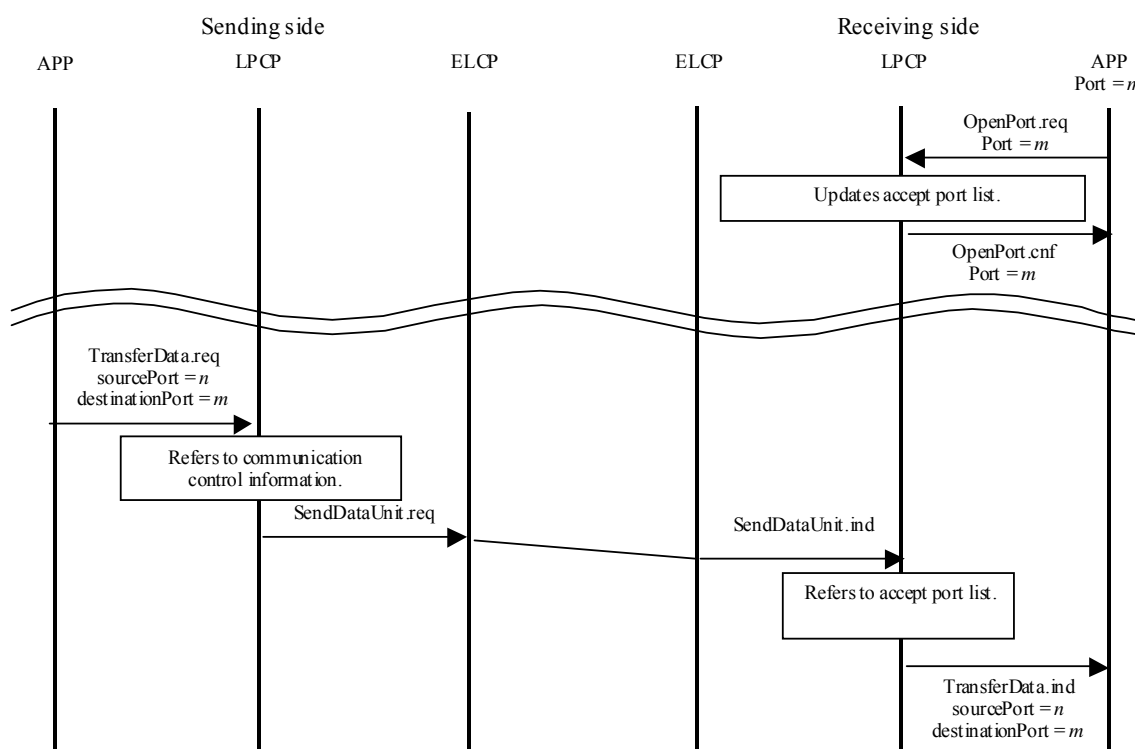 Sending side
Receiving side
APP
LPCP
ELCP
ELCP
LPCP
APP
Port = m
OpenPort.req
Port = m
Updates accept port list.
OpenPort.cnf
Port = m
TransferData.req
sourcePort = n
destinationPort = m
Refers to communication
control information.
SendDataUnit.req
SendDataUnit.ind
Refers to accept port list.
TransferData.ind
sourcePort = n
destinationPort = m